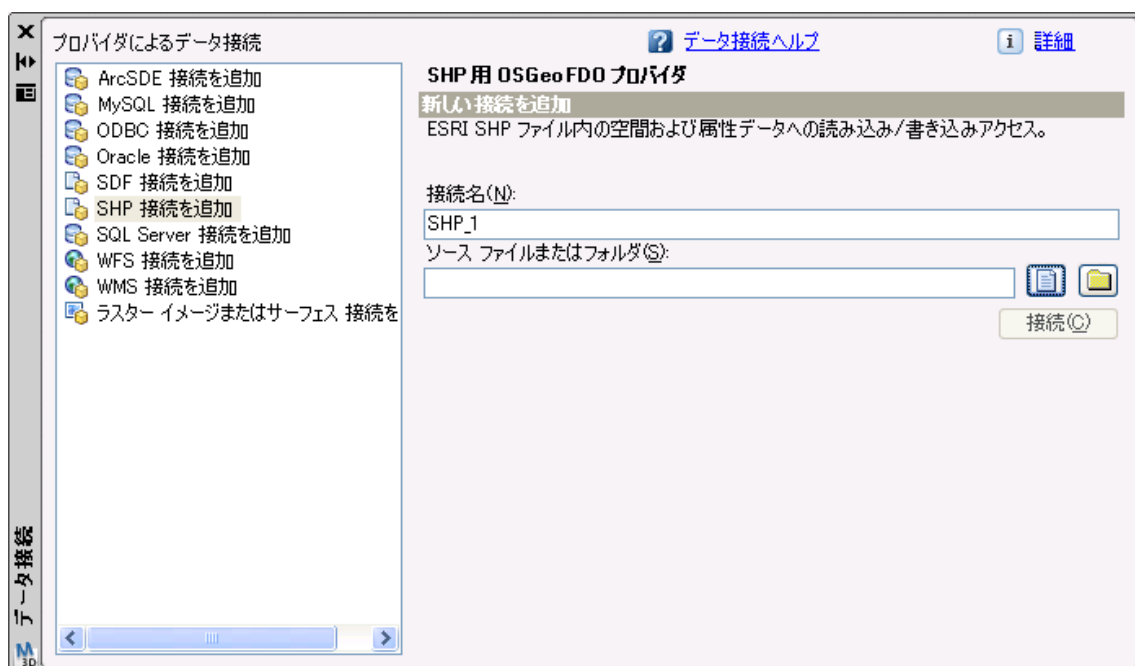 プロバイダによるデータ接続
データ接続ヘルプ
詳細
ArcSDE 接続を追加
MySQL 接続を追加
ODBC 接続を追加
Oracle 接続を追加
SDF 接続を追加
SHP 接続を追加
SQL Server 接続を追加
WFS 接続を追加
WMS 接続を追加
ラスター イメージまたはサーフェス 接続を
SHP 用 OSGeo FDO プロバイダ
新しい接続を追加
ESRI SHP ファイル内の空間および属性データへの読み込み/書き込みアクセス。
接続名(N):
SHP_1
ソース ファイルまたはフォルダ(S):
接続(C)
データ接続
M
3D